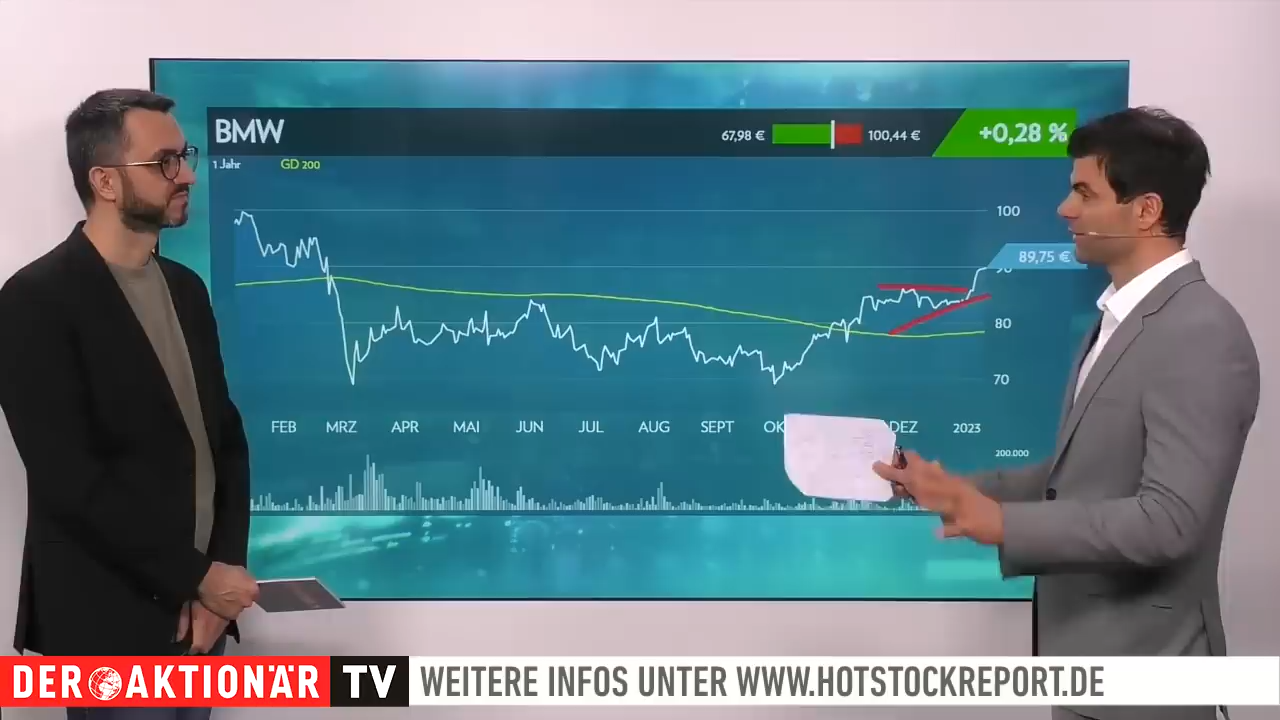 BMW
67,98 € 100,44 € +0,28 %
1 Jahr GD 200
100
89,75 €
80
70
FEB MRZ APR MAI JUN JUL AUG SEPT DEZ 2023
200.000
DER AKTIONÄR TV WEITERE INFOS UNTER WWW.HOTSTOCKREPORT.DE